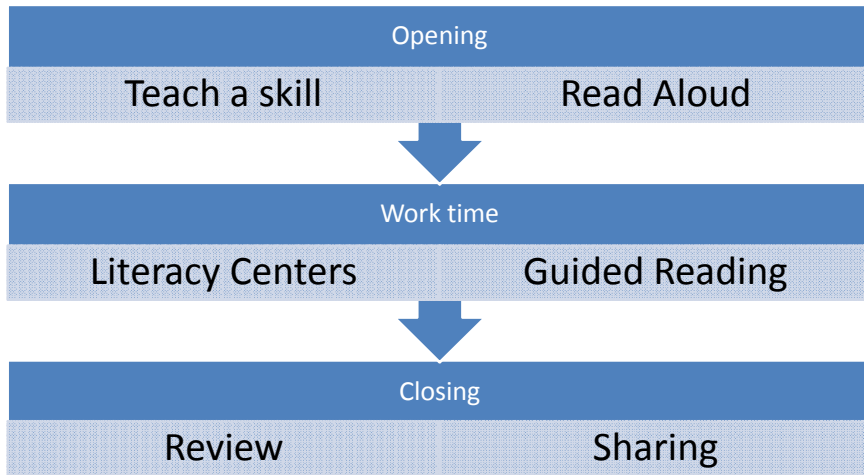 Opening
Teach a skill Read Aloud
Work time
Literacy Centers Guided Reading
Closing
Review Sharing